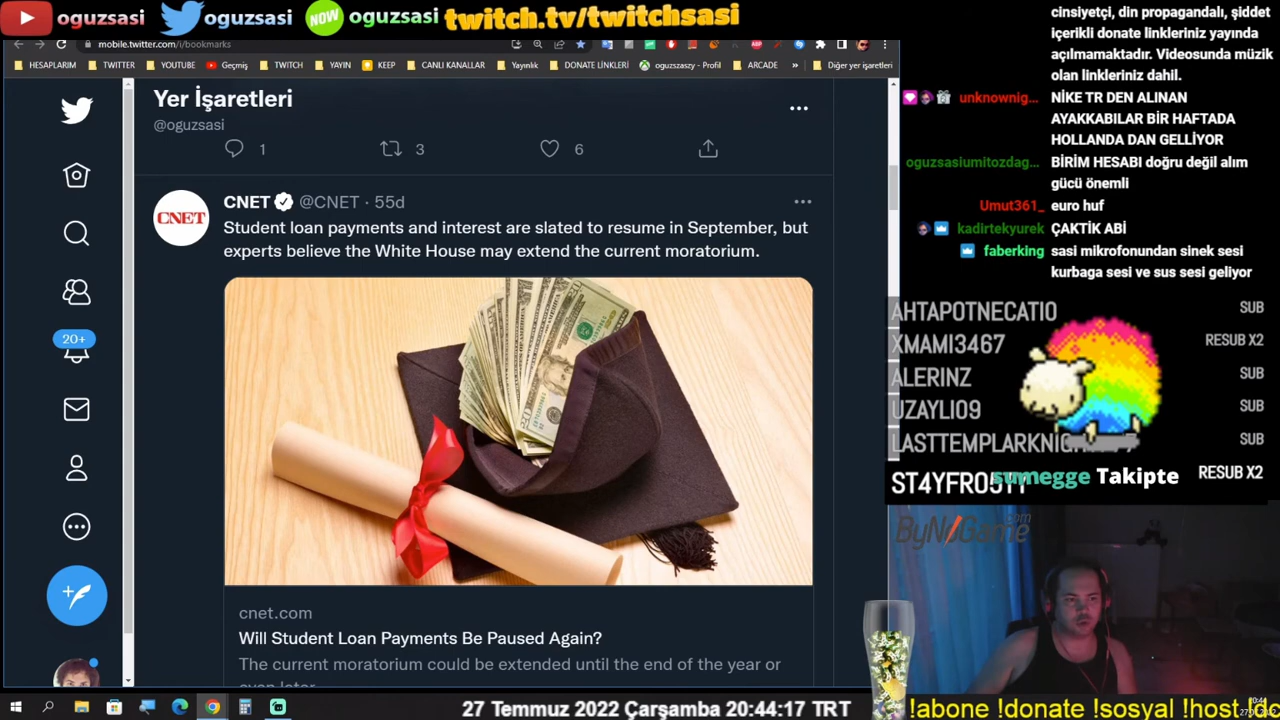 oguzsasi
oguzsasi
NOW
oguzsasi
twitch.tv/twitchsasi
mobile.twitter.com/i/bookmarks
HESAPLARIM
TWITTER
YOUTUBE
Geçmiş
TWITCH
YAYIN
KEEP
CANLI KANALLAR
Yayınlık
DONATE LİNKLERİ
oguzszaszy - Profil
ARCADE
»
Diğer yer işaretleri
Yer İşaretleri
@oguzsasi
1
3
6
20+
CNET
CNET @CNET · 55d
Student loan payments and interest are slated to resume in September, but
experts believe the White House may extend the current moratorium.
cnet.com
Will Student Loan Payments Be Paused Again?
The current moratorium could be extended until the end of the year or
even later
cinsiyetçi, din propagandalı, şiddet
içerikli donate linkleriniz yayında
açılmamaktadır. Videosunda müzik
olan linkleriniz dahil.
unknownig... NİKE TR DEN ALINAN
AYAKKABILAR BİR HAFTADA
HOLLANDA DAN GELLİYOR
oguzsasiumitozdag... BİRİM HESABI doğru değil alım
gücü önemli
Umut361_ euro huf
kadirtekyurek ÇAKTİK ABİ
faberking sasi mikrofonundan sinek sesi
kurbaga sesi ve sus sesi geliyor
AHTAPOTNECATIO SUB
XMAMI3467 RESUB X2
ALERINZ SUB
UZAYLI09 SUB
SUB
RESUB X2
sumegge Takipte
27 Temmuz 2022 Çarşamba 20:44:17 TRT
!abone !donate !sosyal !host